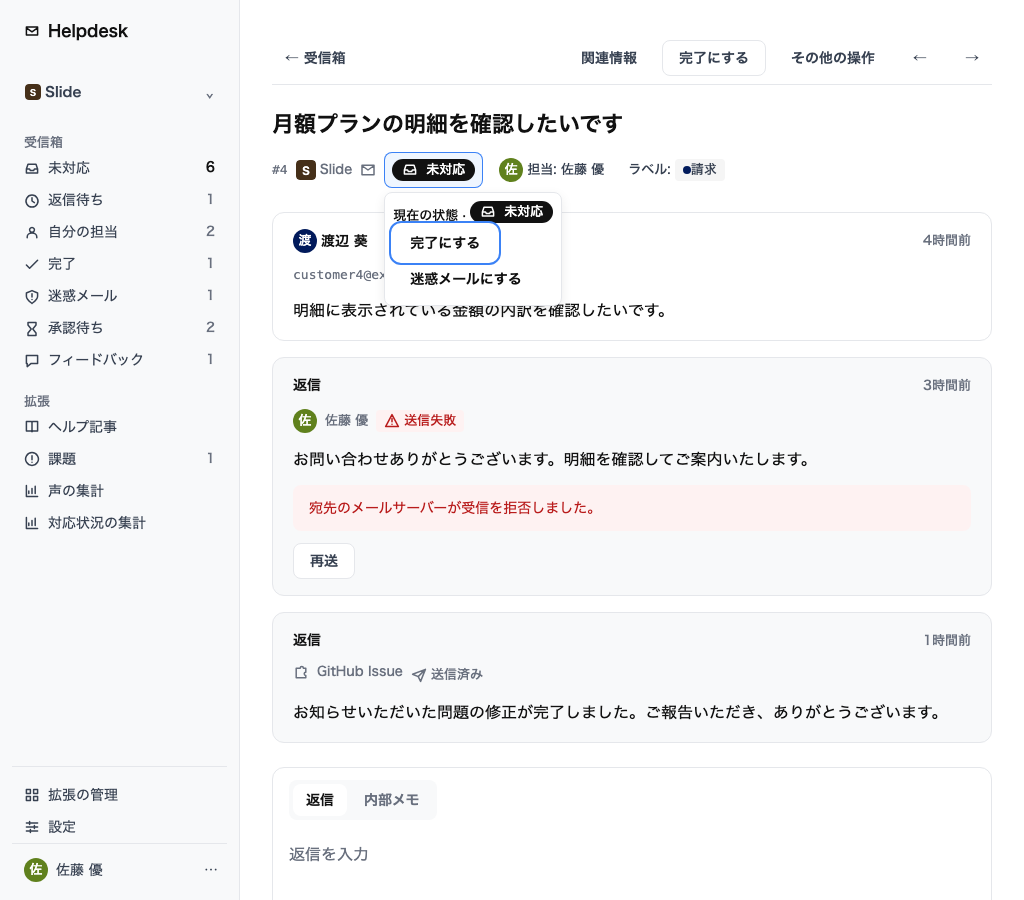 Helpdesk
S Slide
受信箱
未対応 6
返信待ち 1
自分の担当 2
完了 1
迷惑メール 1
承認待ち 2
フィードバック 1
拡張
ヘルプ記事
課題 1
声の集計
対応状況の集計
拡張の管理
設定
佐 佐藤 優 …
← 受信箱 関連情報 完了にする その他の操作 ← →
月額プランの明細を確認したいです
#4 S Slide 未対応 佐 担当: 佐藤 優 ラベル: 請求
現在の状態 · 未対応
完了にする
迷惑メールにする
渡 渡辺 葵 4時間前
customer4@ex
明細に表示されている金額の内訳を確認したいです。
返信 3時間前
佐 佐藤 優 送信失敗
お問い合わせありがとうございます。明細を確認してご案内いたします。
宛先のメールサーバーが受信を拒否しました。
再送
返信 1時間前
GitHub Issue 送信済み
お知らせいただいた問題の修正が完了しました。ご報告いただき、ありがとうございます。
返信 内部メモ
返信を入力